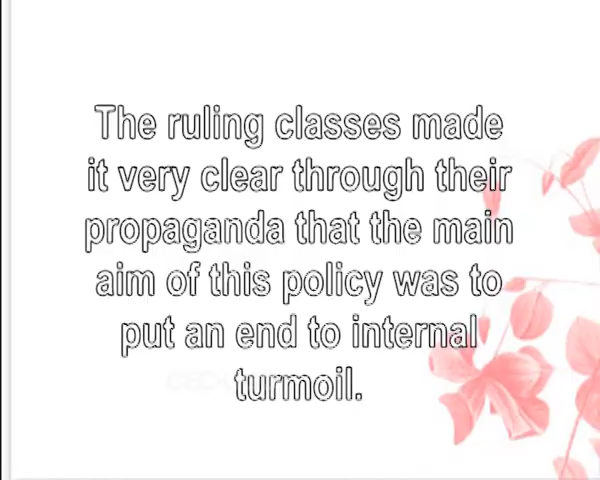 The ruling classes made
it very clear through their
propaganda that the main
aim of this policy was to
put an end to internal
turmoil.